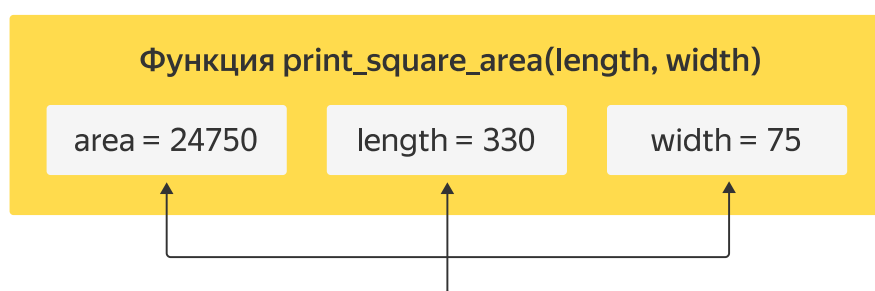 Функция print_square_area(length, width)
area = 24750 length = 330 width = 75